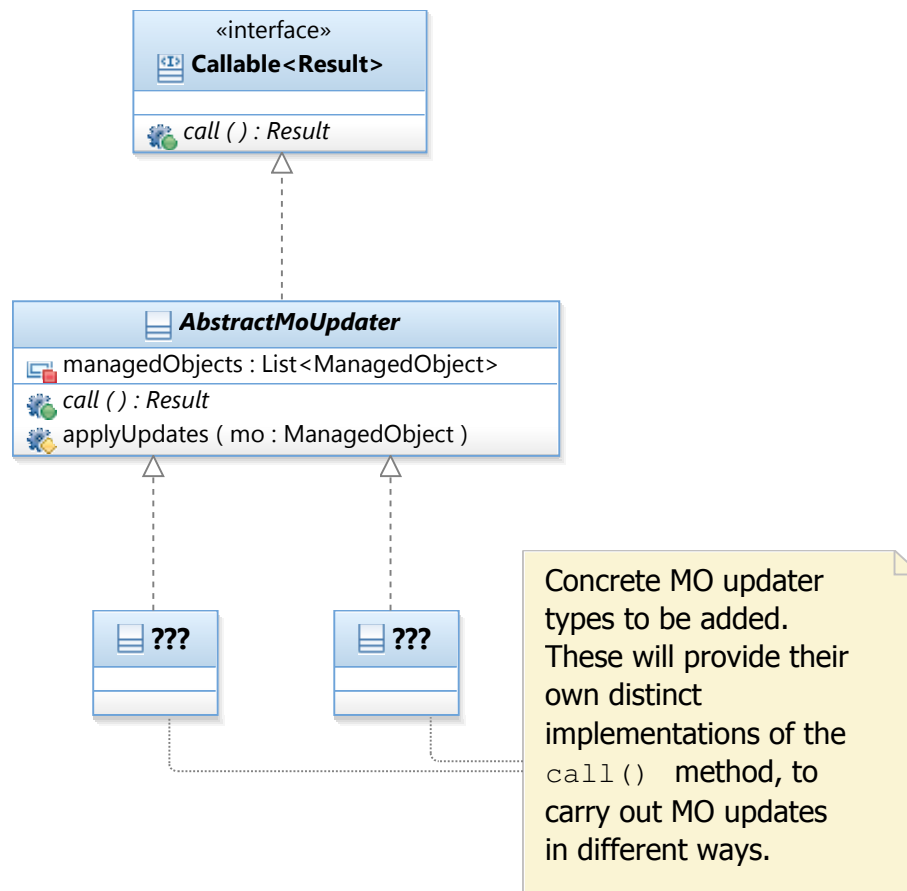 «interface»
Callable<Result>
call ( ) : Result
AbstractMoUpdater
managedObjects : List<ManagedObject>
call ( ) : Result
applyUpdates ( mo : ManagedObject )
???
???
Concrete MO updater
types to be added.
These will provide their
own distinct
implementations of the
call() method, to
carry out MO updates
in different ways.